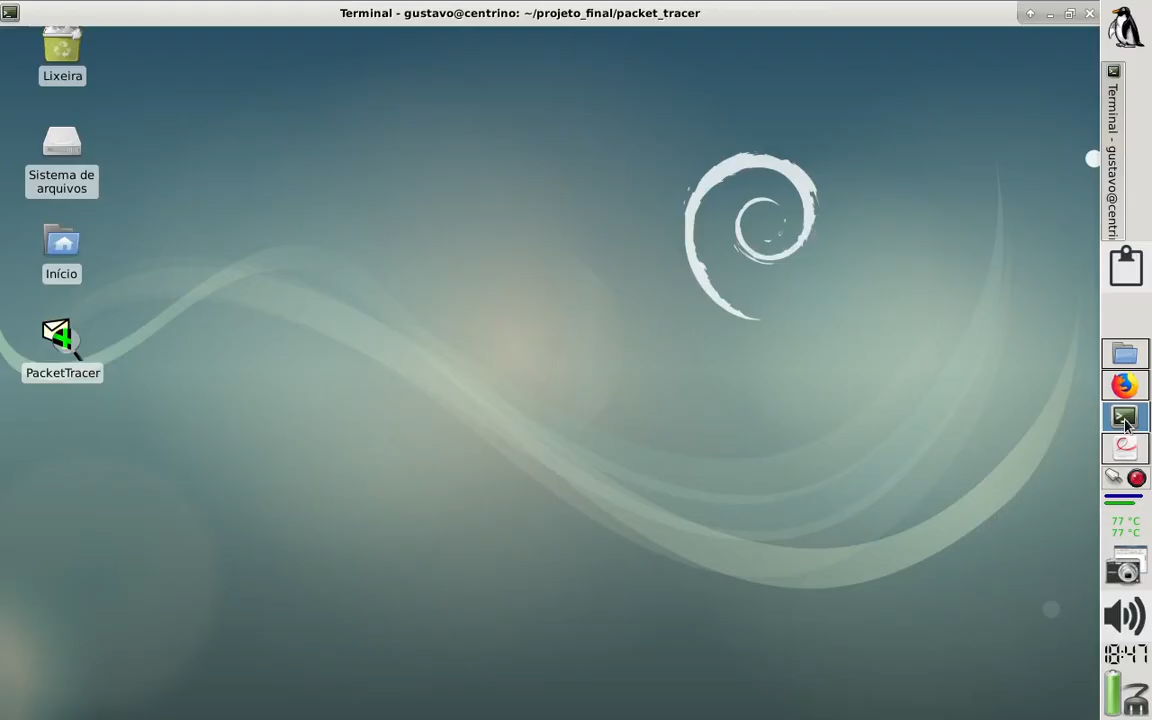 Terminal - gustavo@centrino: ~/projeto_final/packet_tracer
Lixeira
Sistema de
arquivos
Início
PacketTracer
Terminal - gustavo@centri
77 °C
77 °C
18:47